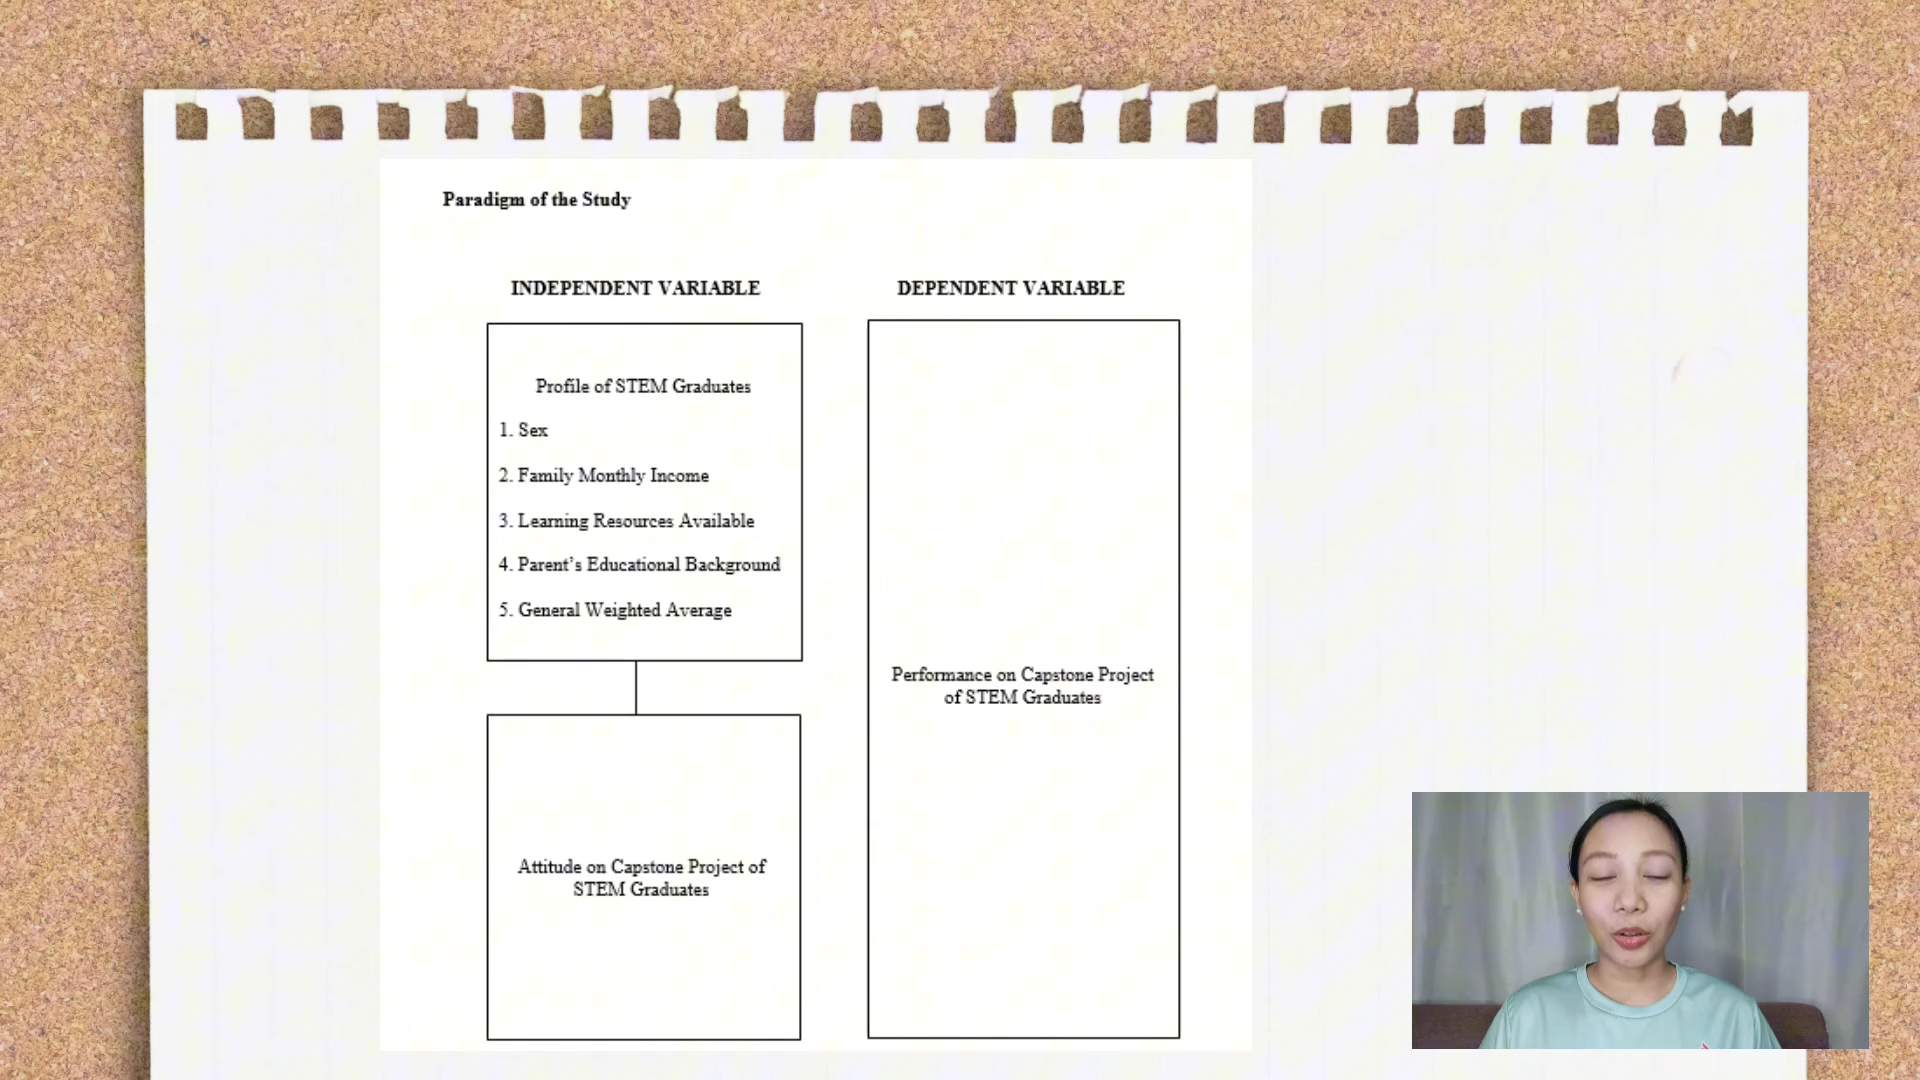 Paradigm of the Study
INDEPENDENT VARIABLE
Profile of STEM Graduates
1. Sex
2. Family Monthly Income
3. Learning Resources Available
4. Parent’s Educational Background
5. General Weighted Average
Attitude on Capstone Project of
STEM Graduates
DEPENDENT VARIABLE
Performance on Capstone Project
of STEM Graduates